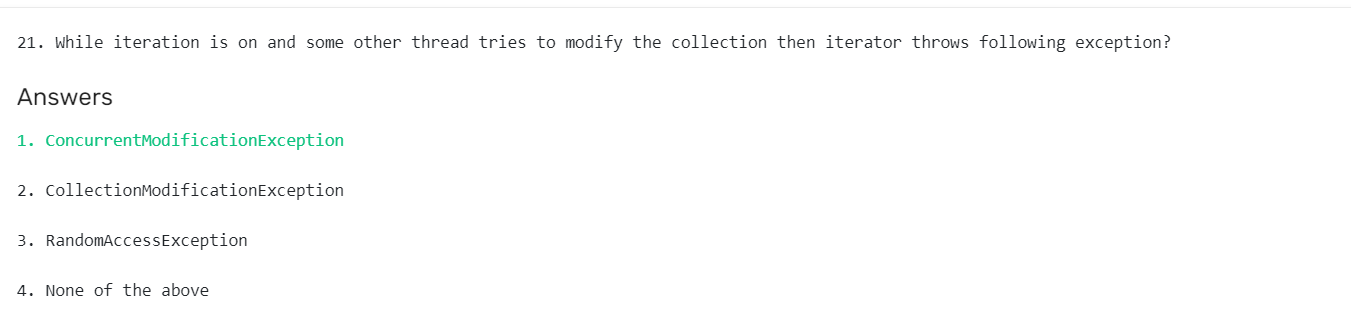 21. While iteration is on and some other thread tries to modify the collection then iterator throws following exception?
Answers
1. ConcurrentModificationException
2. CollectionModificationException
3. RandomAccessException
4. None of the above